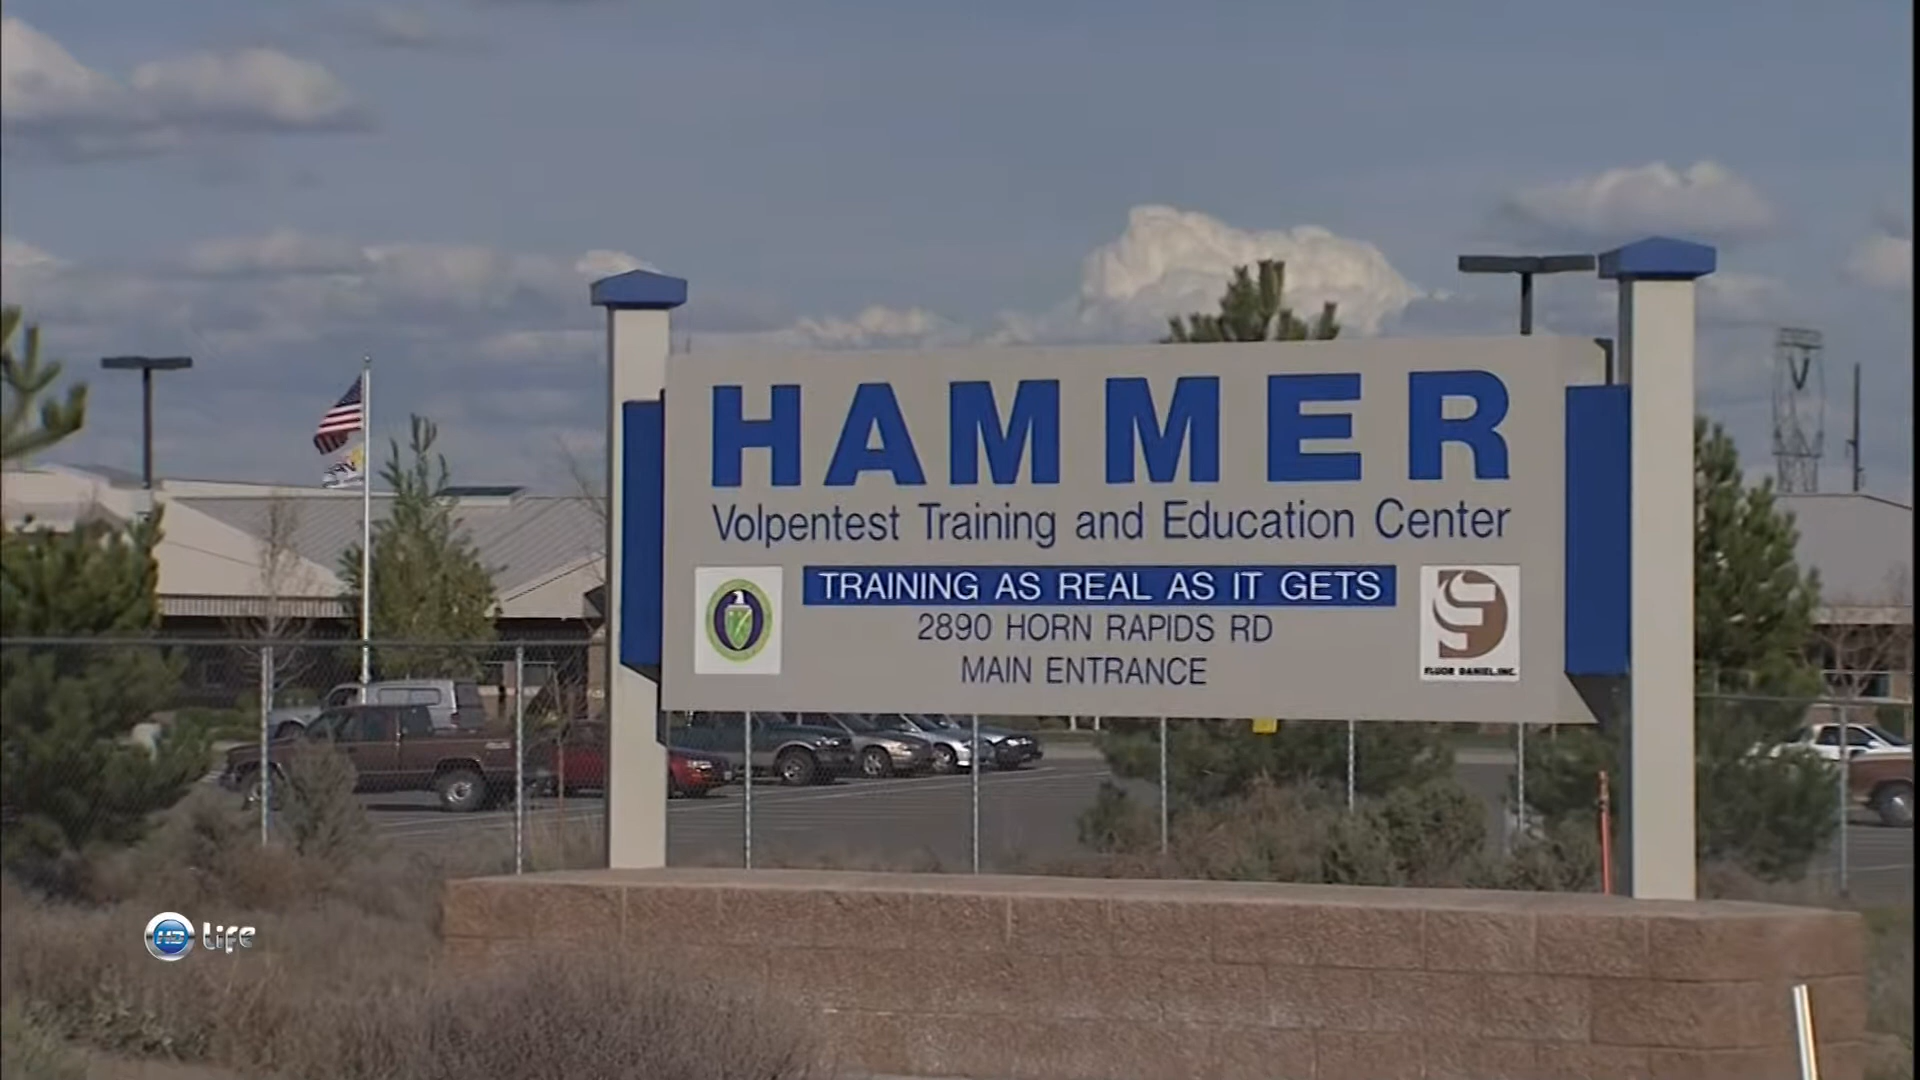 HAMMER
Volpentest Training and Education Center
TRAINING AS REAL AS IT GETS
2890 HORN RAPIDS RD
MAIN ENTRANCE
FLUOR DANIEL, INC.
HD Life